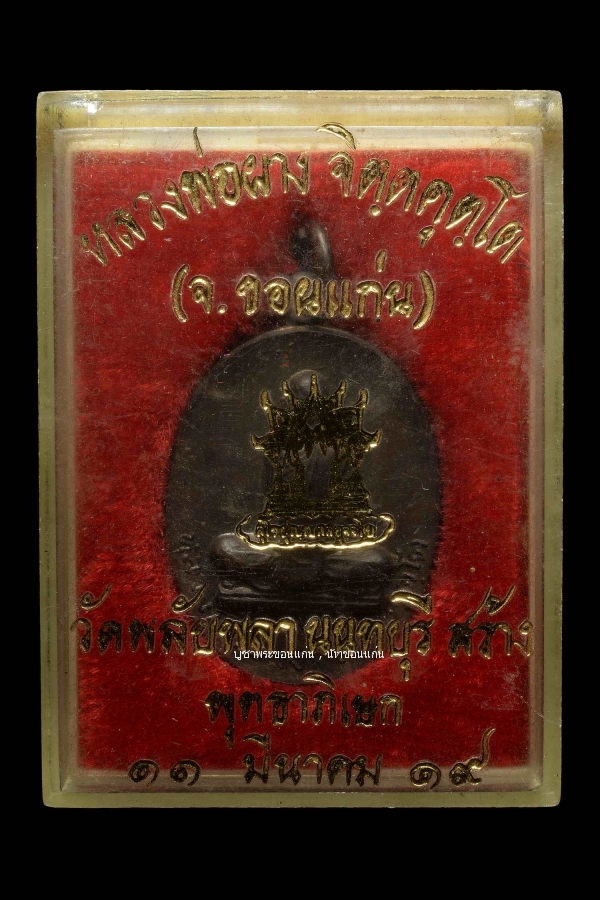 หลวงพ่อผาง จิตฺตคุตฺโต
(จ.ขอนแก่น)
วัดพลับพลา นนทบุรี สร้าง
บูชาพระขอนแก่น , นัทขอนแก่น
พุทธาภิเษก
๑๑ มีนาคม ๑๙